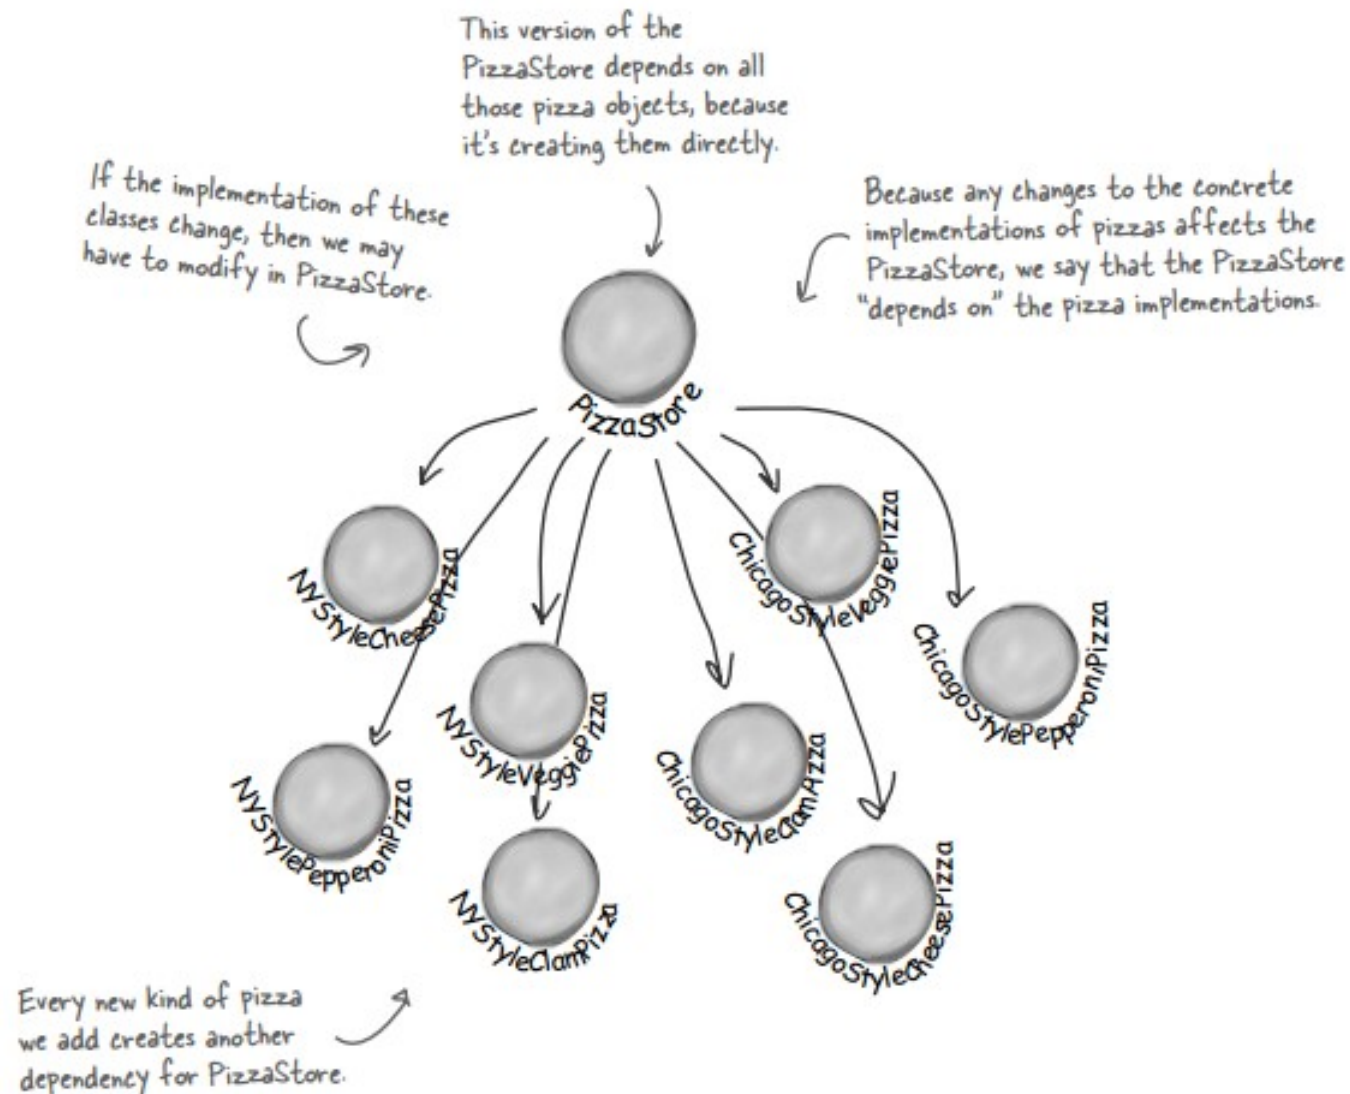 This version of the
PizzaStore depends on all
those pizza objects, because
it's creating them directly.
If the implementation of these
classes change, then we may
have to modify in PizzaStore.
Because any changes to the concrete
implementations of pizzas affects the
PizzaStore, we say that the PizzaStore
“depends on” the pizza implementations.
PizzaStore
NYStyleCheesePizza
ChicagoStyleVeggiePizza
ChicagoStylePepperoniPizza
NYStyleVeggiePizza
ChicagoStyleClamPizza
NYStylePepperoniPizza
NYStyleClamPizza
ChicagoStyleCheesePizza
Every new kind of pizza
we add creates another
dependency for PizzaStore.